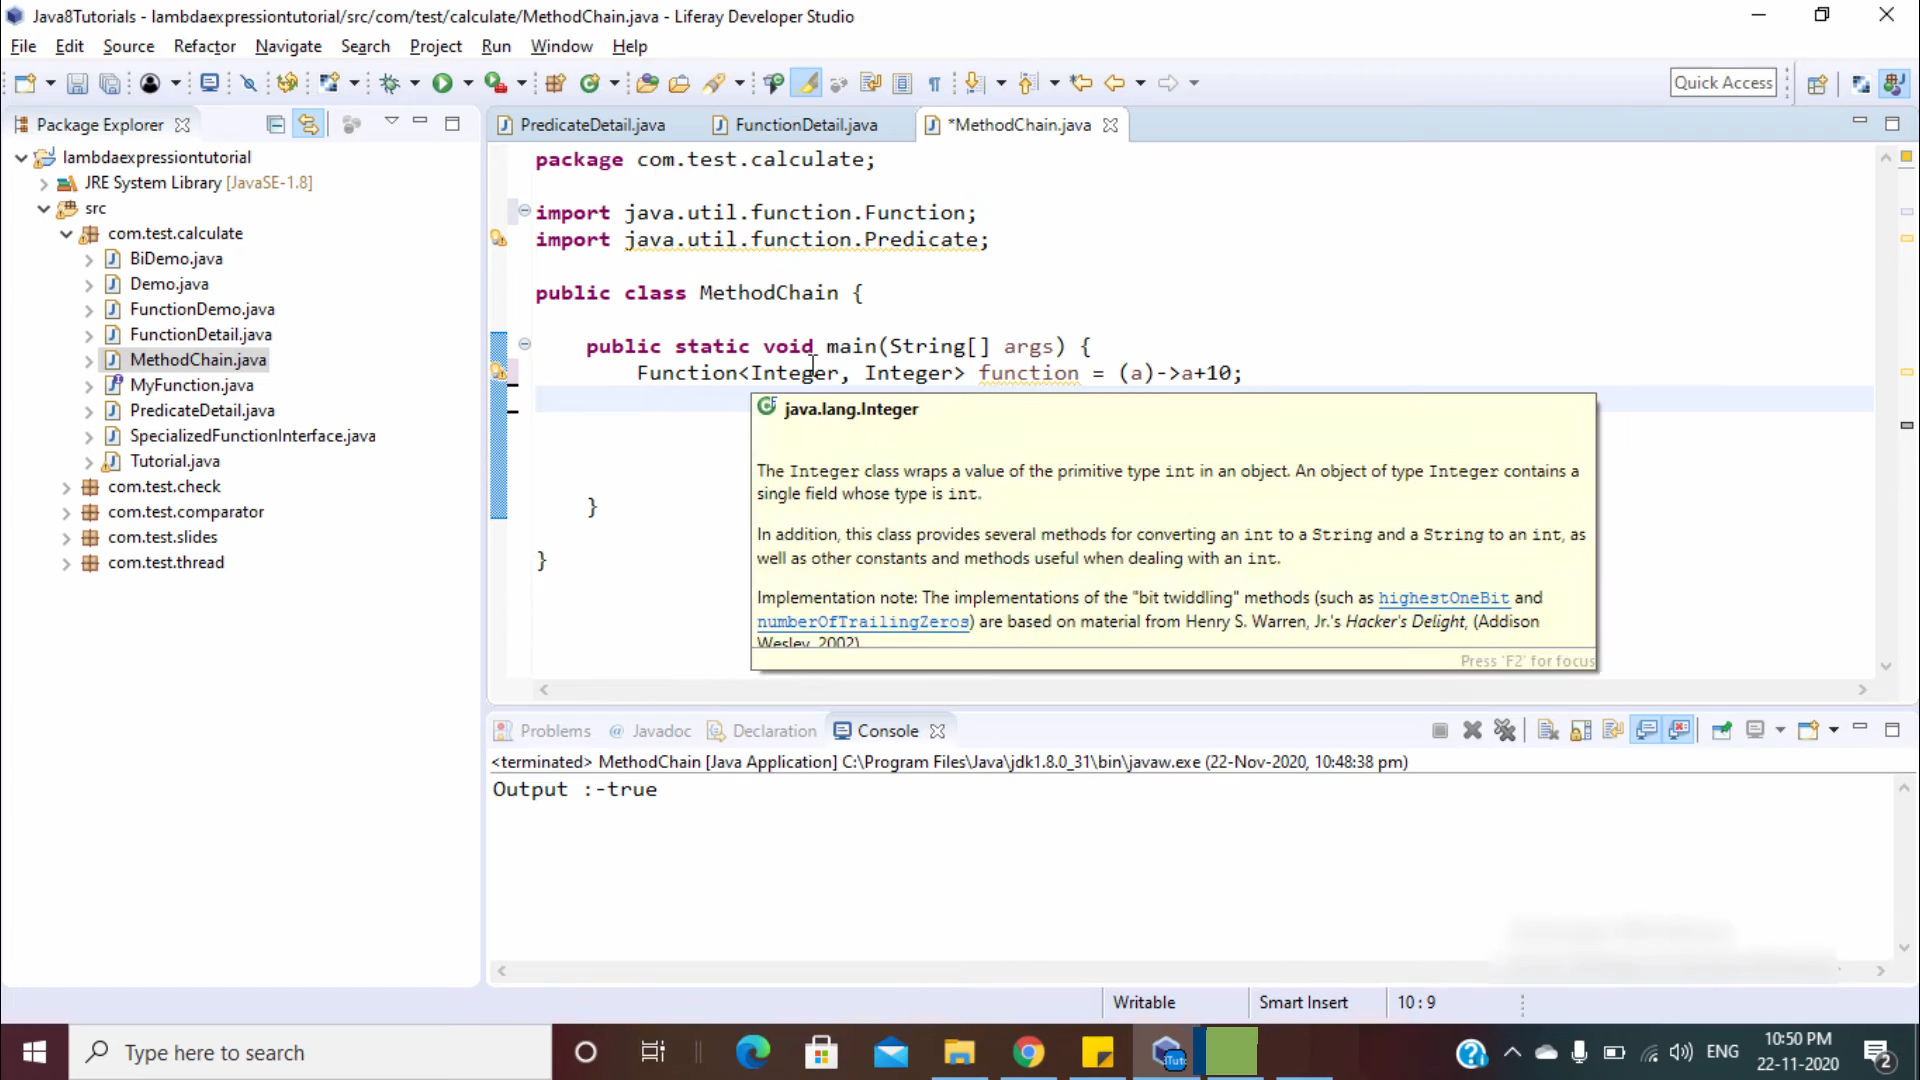 Java8Tutorials - lambdaexpressiontutorial/src/com/test/calculate/MethodChain.java - Liferay Developer Studio
File Edit Source Refactor Navigate Search Project Run Window Help
Quick Access
Package Explorer
lambdaexpressiontutorial
JRE System Library [JavaSE-1.8]
src
com.test.calculate
BiDemo.java
Demo.java
FunctionDemo.java
FunctionDetail.java
MethodChain.java
MyFunction.java
PredicateDetail.java
SpecializedFunctionInterface.java
Tutorial.java
com.test.check
com.test.comparator
com.test.slides
com.test.thread
PredicateDetail.java FunctionDetail.java *MethodChain.java
package com.test.calculate;
import java.util.function.Function;
import java.util.function.Predicate;
public class MethodChain {
public static void main(String[] args) {
Function<Integer, Integer> function = (a)->a+10;
java.lang.Integer
The Integer class wraps a value of the primitive type int in an object. An object of type Integer contains a
single field whose type is int.
In addition, this class provides several methods for converting an int to a String and a String to an int, as
well as other constants and methods useful when dealing with an int.
Implementation note: The implementations of the "bit twiddling" methods (such as highestOneBit and
numberOfTrailingZeros) are based on material from Henry S. Warren, Jr.'s Hacker's Delight, (Addison
Wesley, 2002)
Press 'F2' for focus
}
}
Problems @ Javadoc Declaration Console
<terminated> MethodChain [Java Application] C:\Program Files\Java\jdk1.8.0_31\bin\javaw.exe (22-Nov-2020, 10:48:38 pm)
Output :-true
Writable Smart Insert 10 : 9
Type here to search
ENG
10:50 PM
22-11-2020
2